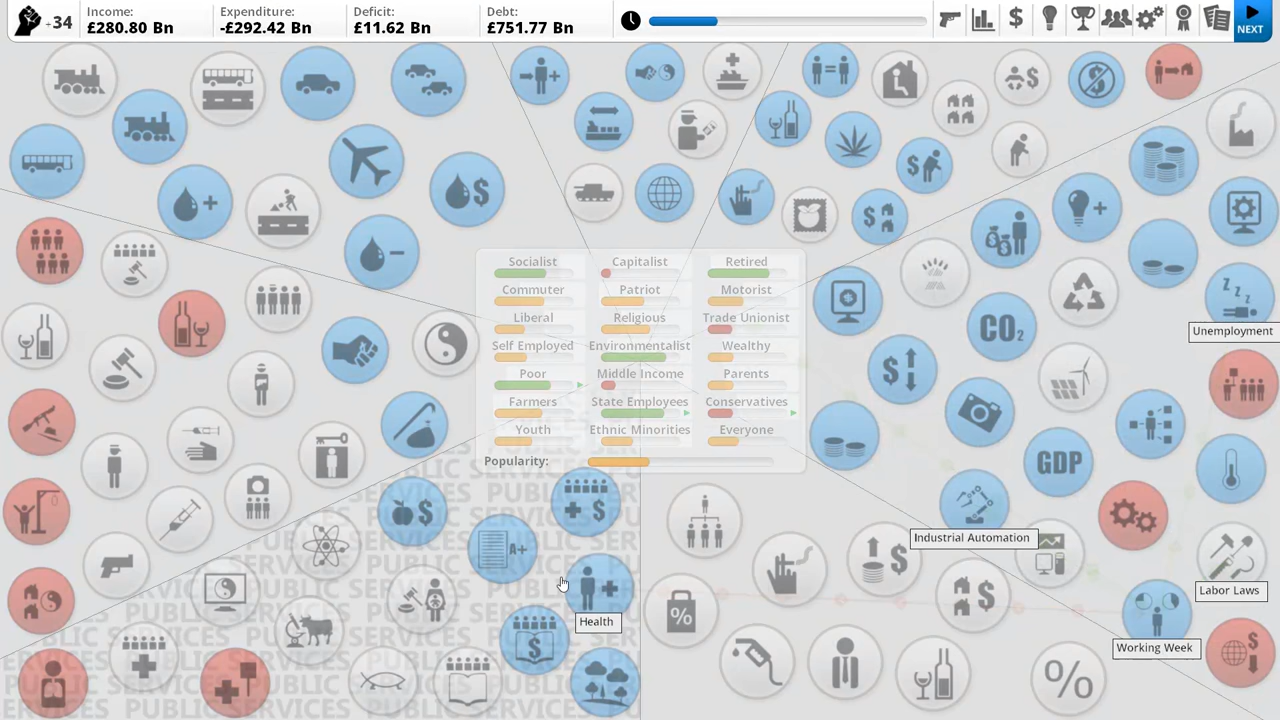 +34
Income:
£280.80 Bn
Expenditure:
-£292.42 Bn
Deficit:
£11.62 Bn
Debt:
£751.77 Bn
NEXT
Socialist
Capitalist
Retired
Commuter
Patriot
Motorist
Liberal
Religious
Trade Unionist
Self Employed
Environmentalist
Wealthy
Poor
Middle Income
Parents
Farmers
State Employees
Conservatives
Youth
Ethnic Minorities
Everyone
Popularity:
Unemployment
CO₂
GDP
A+
Industrial Automation
Labor Laws
Health
Working Week
PUBLIC SERVICES